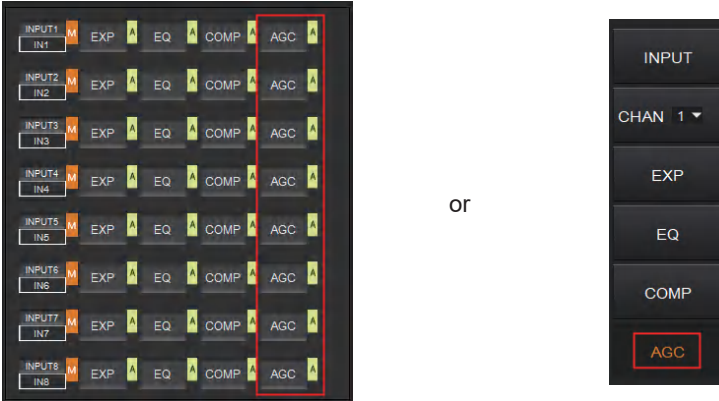 INPUT1 M EXP A EQ A COMP A AGC A
IN1
INPUT2 M EXP A EQ A COMP A AGC A
IN2
INPUT3 M EXP A EQ A COMP A AGC A
IN3
INPUT4 M EXP A EQ A COMP A AGC A
IN4
INPUT5 M EXP A EQ A COMP A AGC A
IN5
INPUT6 M EXP A EQ A COMP A AGC A
IN6
INPUT7 M EXP A EQ A COMP A AGC A
IN7
INPUT8 M EXP A EQ A COMP A AGC A
IN8
or
INPUT
CHAN 1
EXP
EQ
COMP
AGC